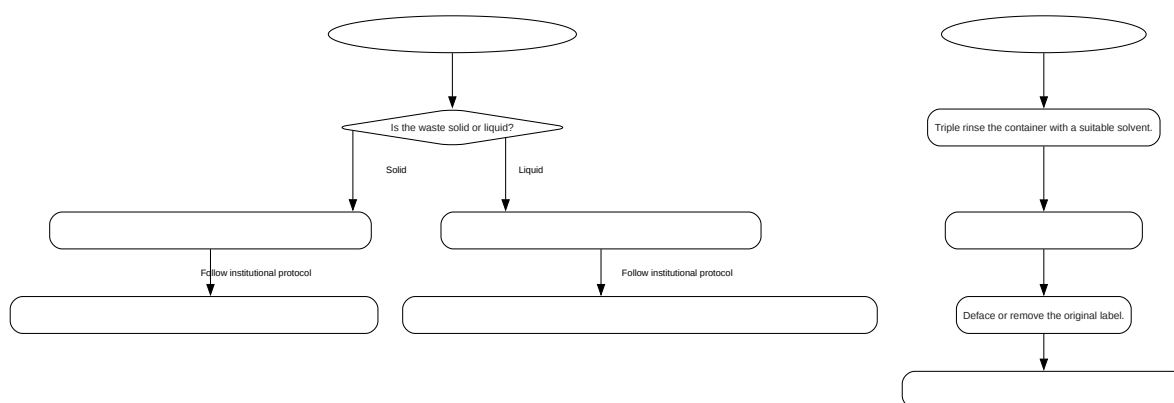 Is the waste solid or liquid?
Solid
Liquid
Follow institutional protocol
Follow institutional protocol
Triple rinse the container with a suitable solvent.
Deface or remove the original label.